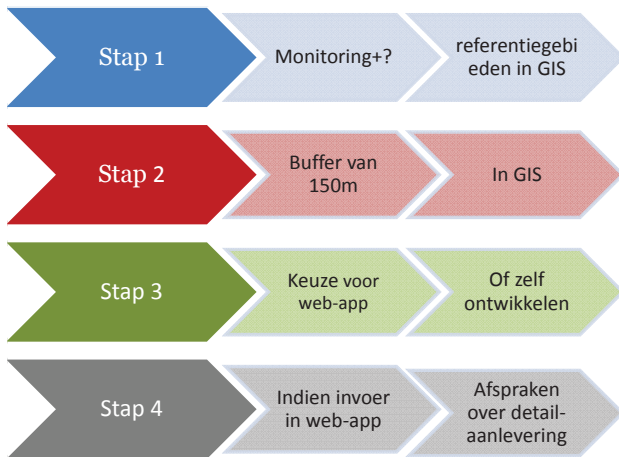 Stap 1
Monitoring+?
referentiegebi
eden in GIS
Stap 2
Buffer van
150m
In GIS
Stap 3
Keuze voor
web-app
Of zelf
ontwikkelen
Stap 4
Indien invoer
in web-app
Afspraken
over detail-
aanlevering